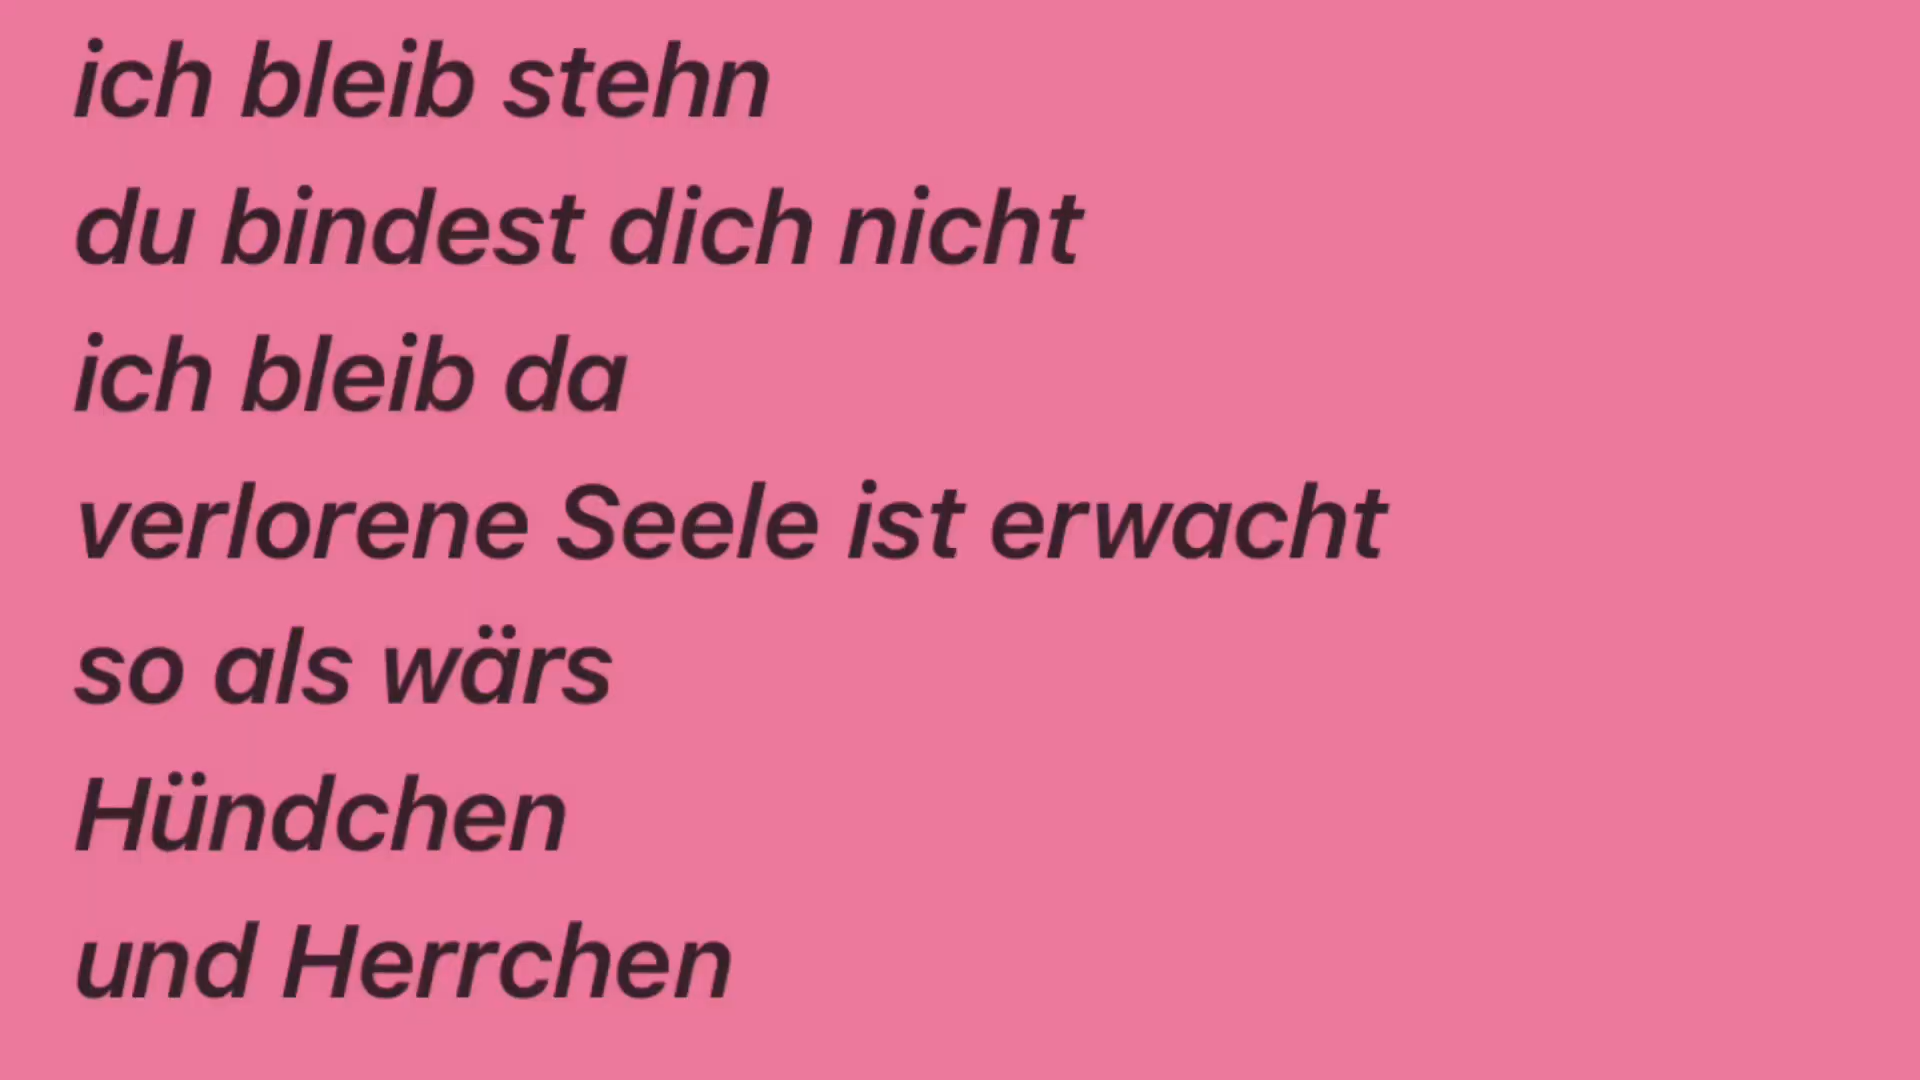 ich bleib stehn
du bindest dich nicht
ich bleib da
verlorene Seele ist erwacht
so als wärs
Hündchen
und Herrchen